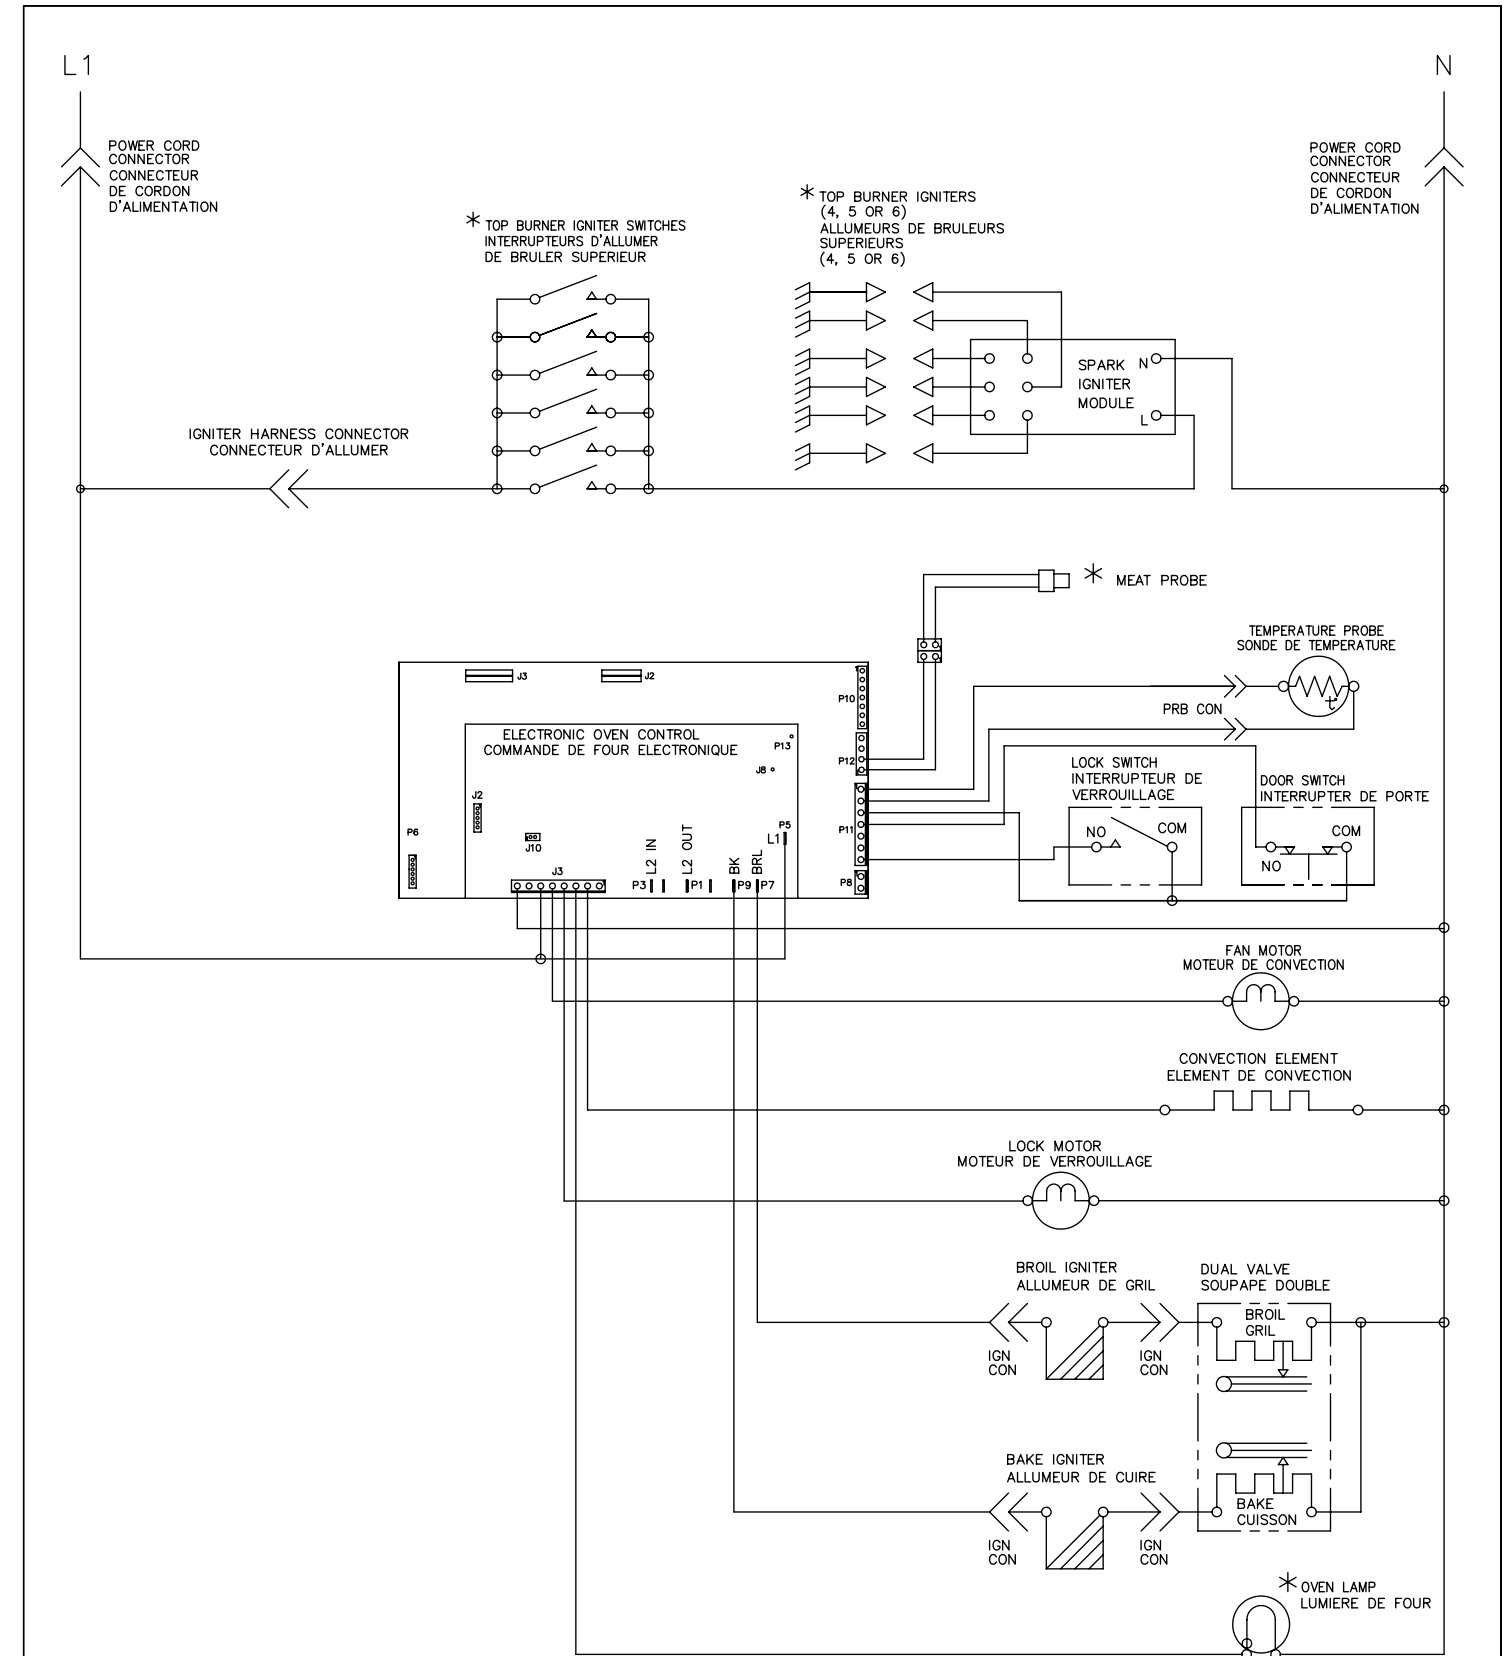 L1
N
POWER CORD
CONNECTOR
CONNECTEUR
DE CORDON
D'ALIMENTATION
POWER CORD
CONNECTOR
CONNECTEUR
DE CORDON
D'ALIMENTATION
* TOP BURNER IGNITER SWITCHES
INTERRUPTEURS D'ALLUMER
DE BRULER SUPERIEUR
* TOP BURNER IGNITERS
(4, 5 OR 6)
ALLUMEURS DE BRULEURS
SUPERIEURS
(4, 5 OR 6)
SPARK
IGNITER
MODULE
N
L
IGNITER HARNESS CONNECTOR
CONNECTEUR D'ALLUMER
* MEAT PROBE
TEMPERATURE PROBE
SONDE DE TEMPERATURE
t°
PRB CON
J3
J2
P10
ELECTRONIC OVEN CONTROL
COMMANDE DE FOUR ELECTRONIQUE
P13
P12
J8
J2
P5
L1
P11
P6
J10
J3
P3
L2 IN
L2 OUT
P1
BK
P9
BRL
P7
P8
LOCK SWITCH
INTERRUPTEUR DE
VERROUILLAGE
NO
COM
DOOR SWITCH
INTERRUPTER DE PORTE
COM
NO
FAN MOTOR
MOTEUR DE CONVECTION
CONVECTION ELEMENT
ELEMENT DE CONVECTION
LOCK MOTOR
MOTEUR DE VERROUILLAGE
BROIL IGNITER
ALLUMEUR DE GRIL
IGN
CON
IGN
CON
DUAL VALVE
SOUPAPE DOUBLE
BROIL
GRIL
BAKE IGNITER
ALLUMEUR DE CUIRE
IGN
CON
IGN
CON
BAKE
CUISSON
* OVEN LAMP
LUMIERE DE FOUR